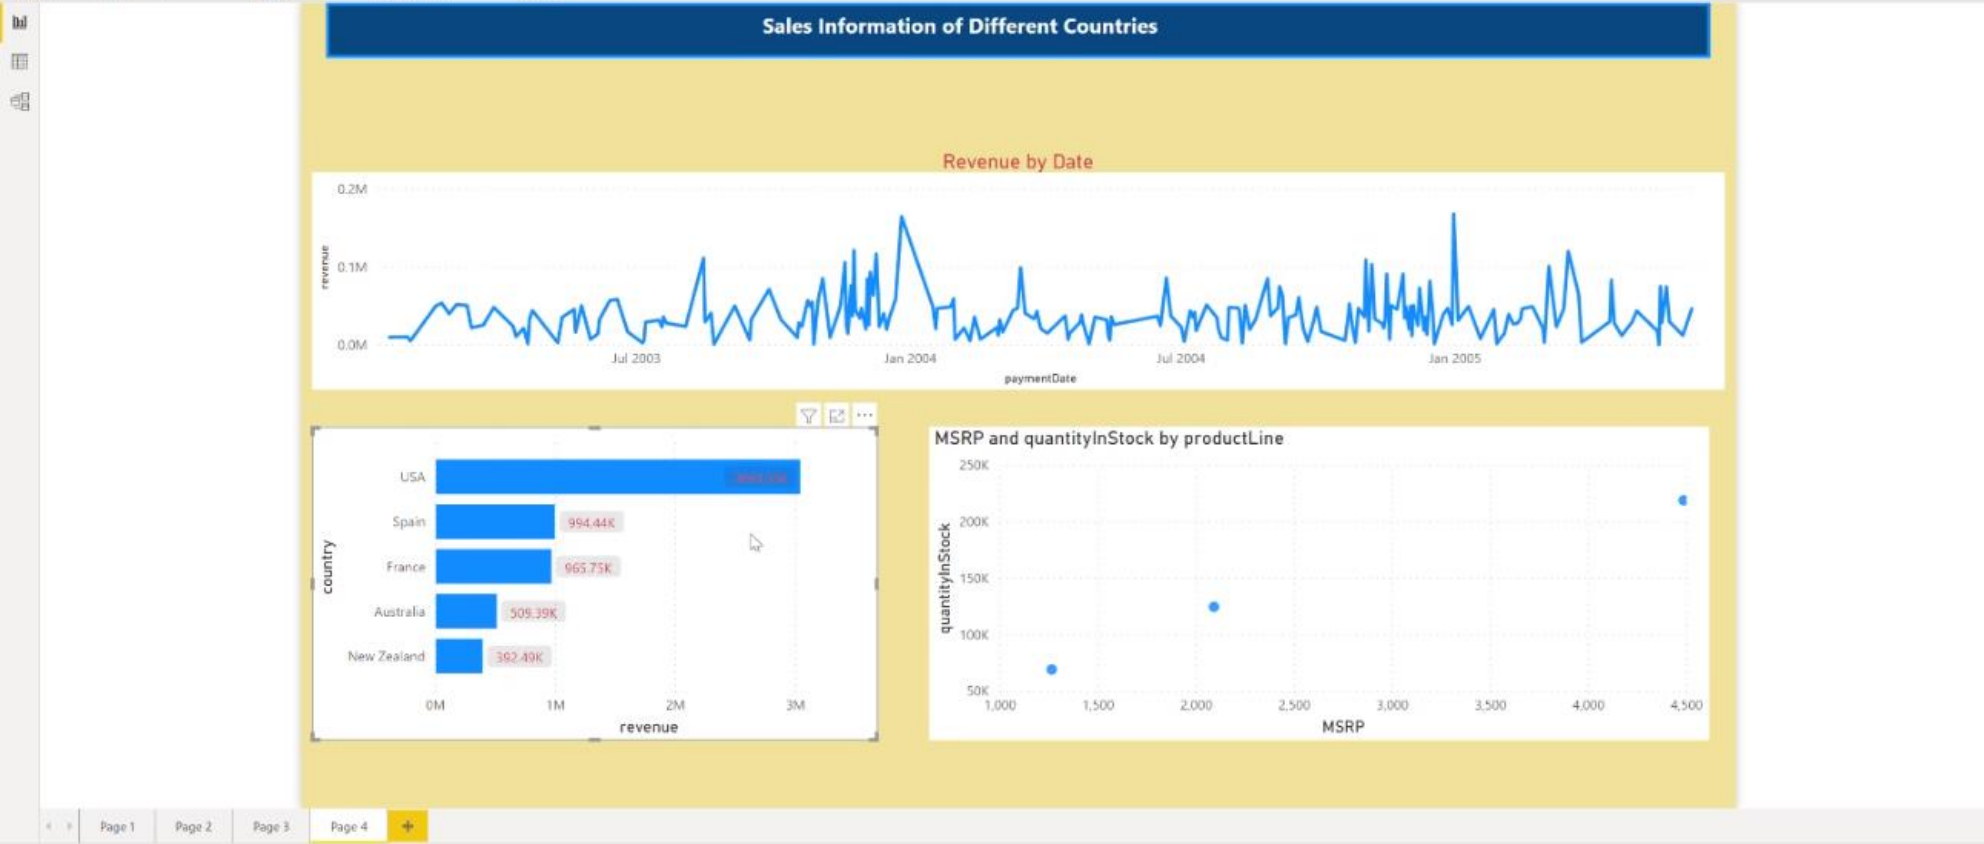 Sales Information of Different Countries
Revenue by Date
0.2M
0.1M
0.0M
revenue
Jul 2003
Jan 2004
Jul 2004
Jan 2005
paymentDate
country
USA
Spain
994.44K
France
965.75K
Australia
509.39K
New Zealand
392.49K
0M
1M
2M
3M
revenue
MSRP and quantityInStock by productLine
quantityInStock
250K
200K
150K
100K
50K
1,000
1,500
2,000
2,500
3,000
3,500
4,000
4,500
MSRP
Page 1
Page 2
Page 3
Page 4